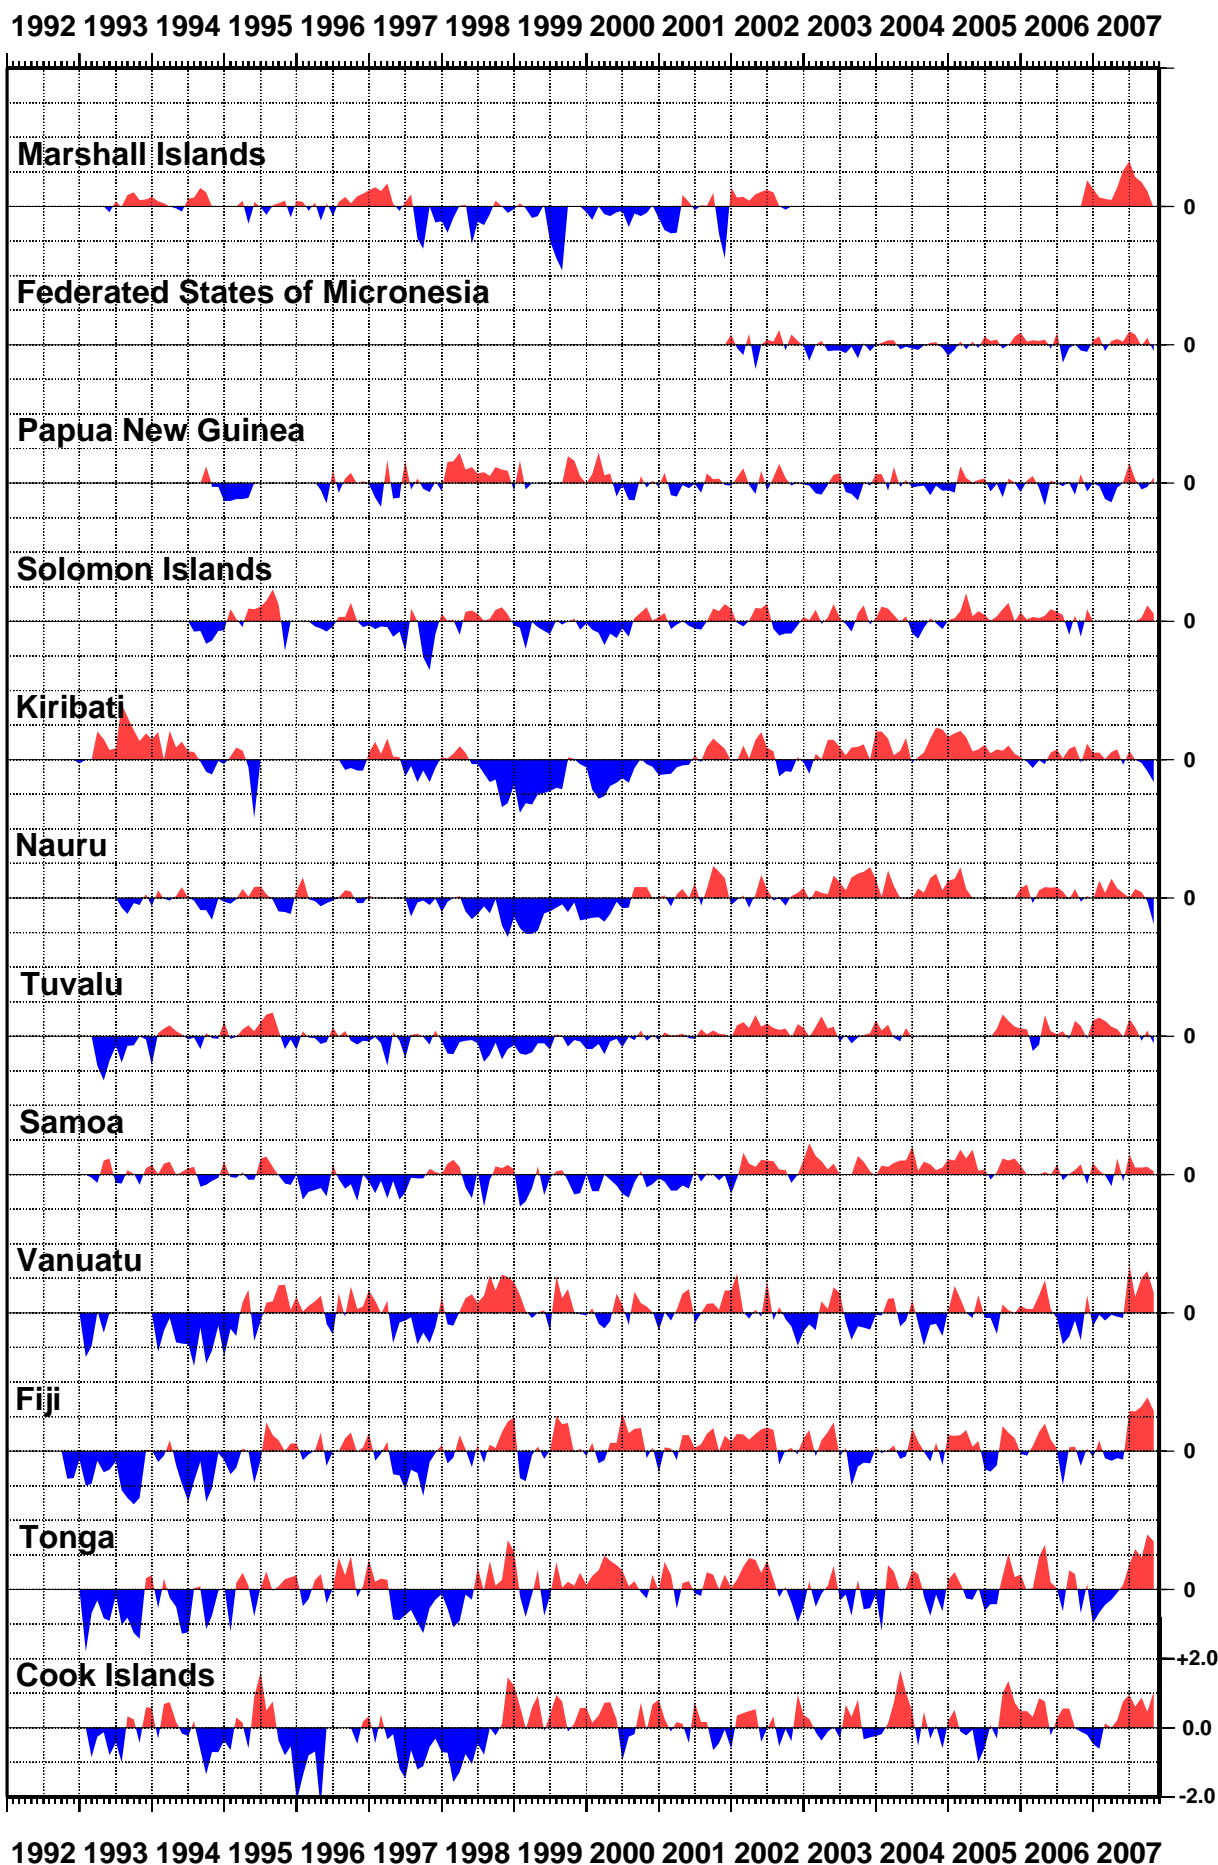 1992 1993 1994 1995 1996 1997 1998 1999 2000 2001 2002 2003 2004 2005 2006 2007
Marshall Islands
0
Federated States of Micronesia
0
Papua New Guinea
0
Solomon Islands
0
Kiribati
0
Nauru
0
Tuvalu
0
Samoa
0
Vanuatu
0
Fiji
0
Tonga
0
+2.0
Cook Islands
0.0
-2.0
1992 1993 1994 1995 1996 1997 1998 1999 2000 2001 2002 2003 2004 2005 2006 2007